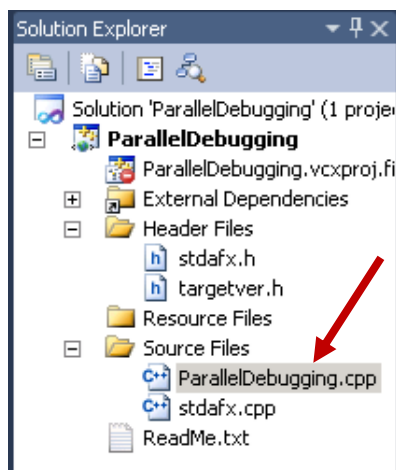 Solution Explorer
Solution 'ParallelDebugging' (1 proje
ParallelDebugging
ParallelDebugging.vcxproj.fi
External Dependencies
Header Files
h stdafx.h
h targetver.h
Resource Files
Source Files
C++ ParallelDebugging.cpp
C++ stdafx.cpp
ReadMe.txt